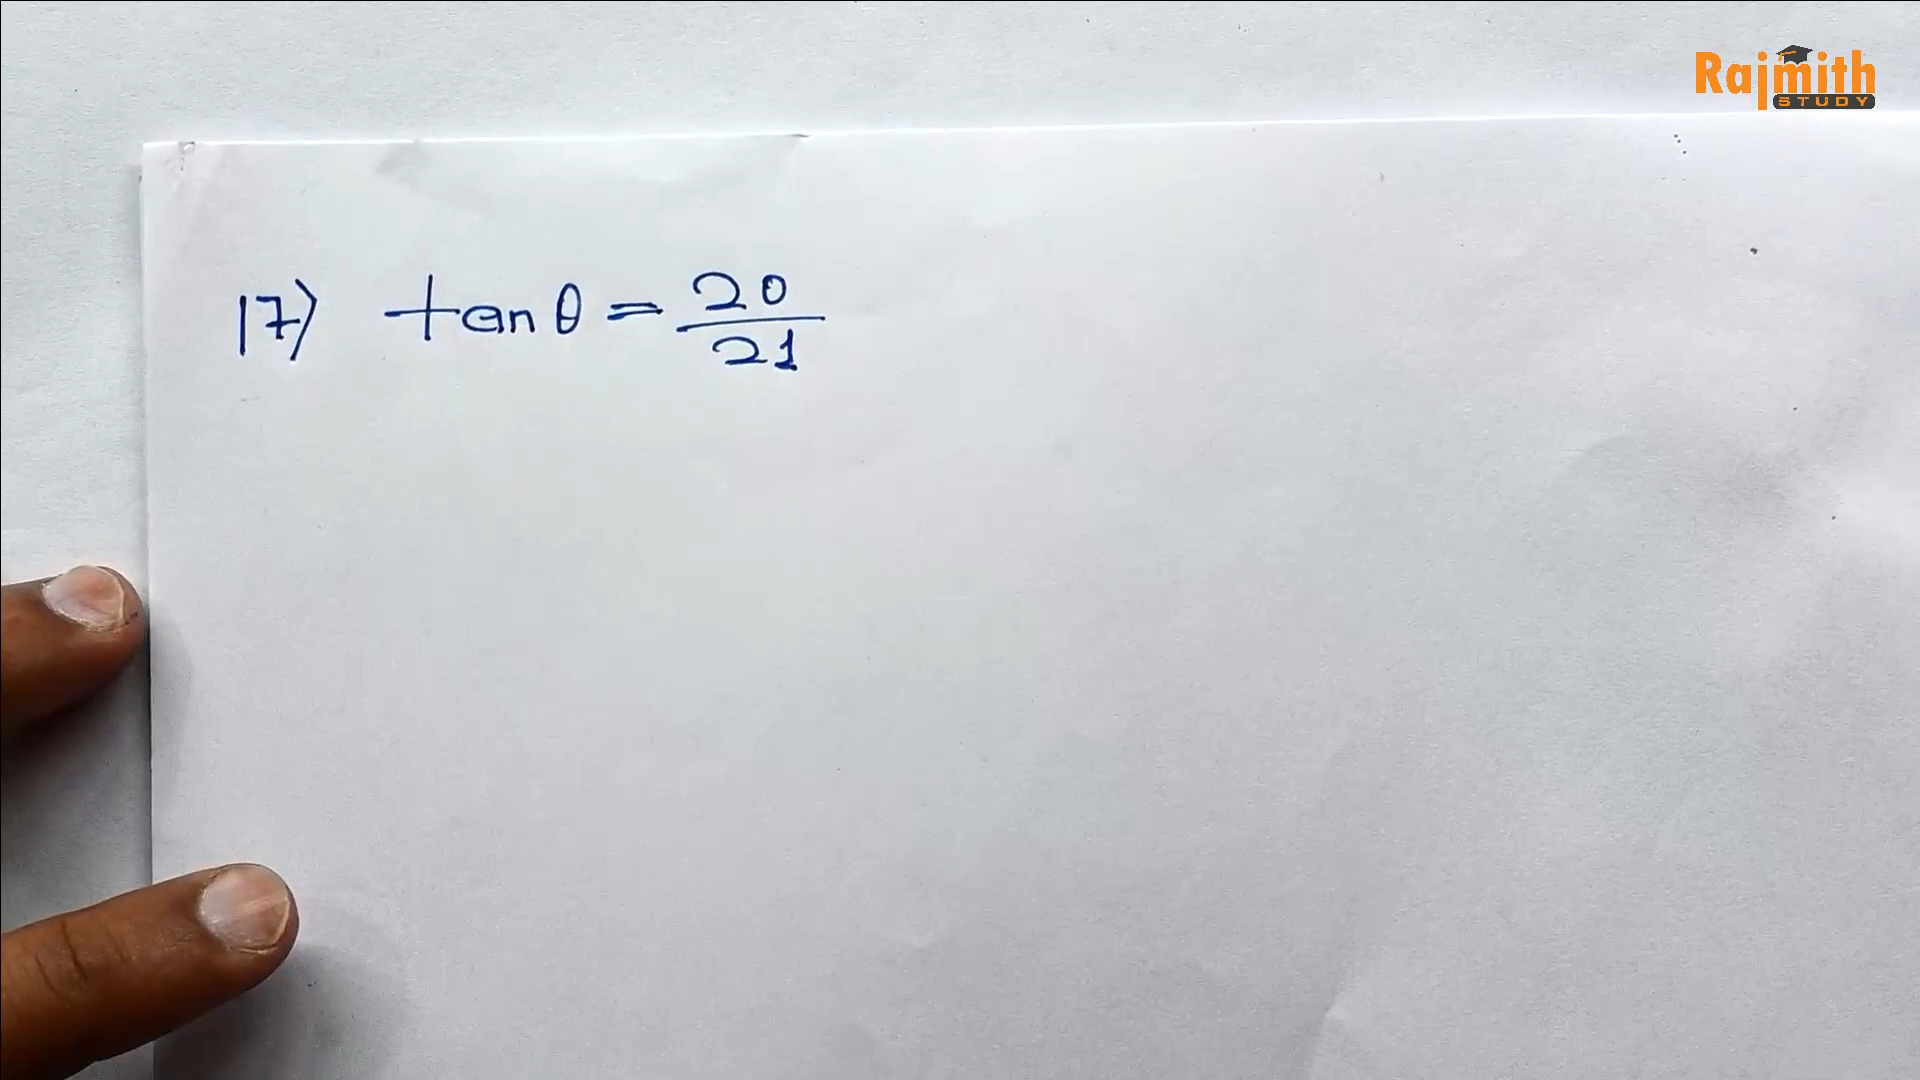 Rajmith
STUDY
17) tan θ = 20/21